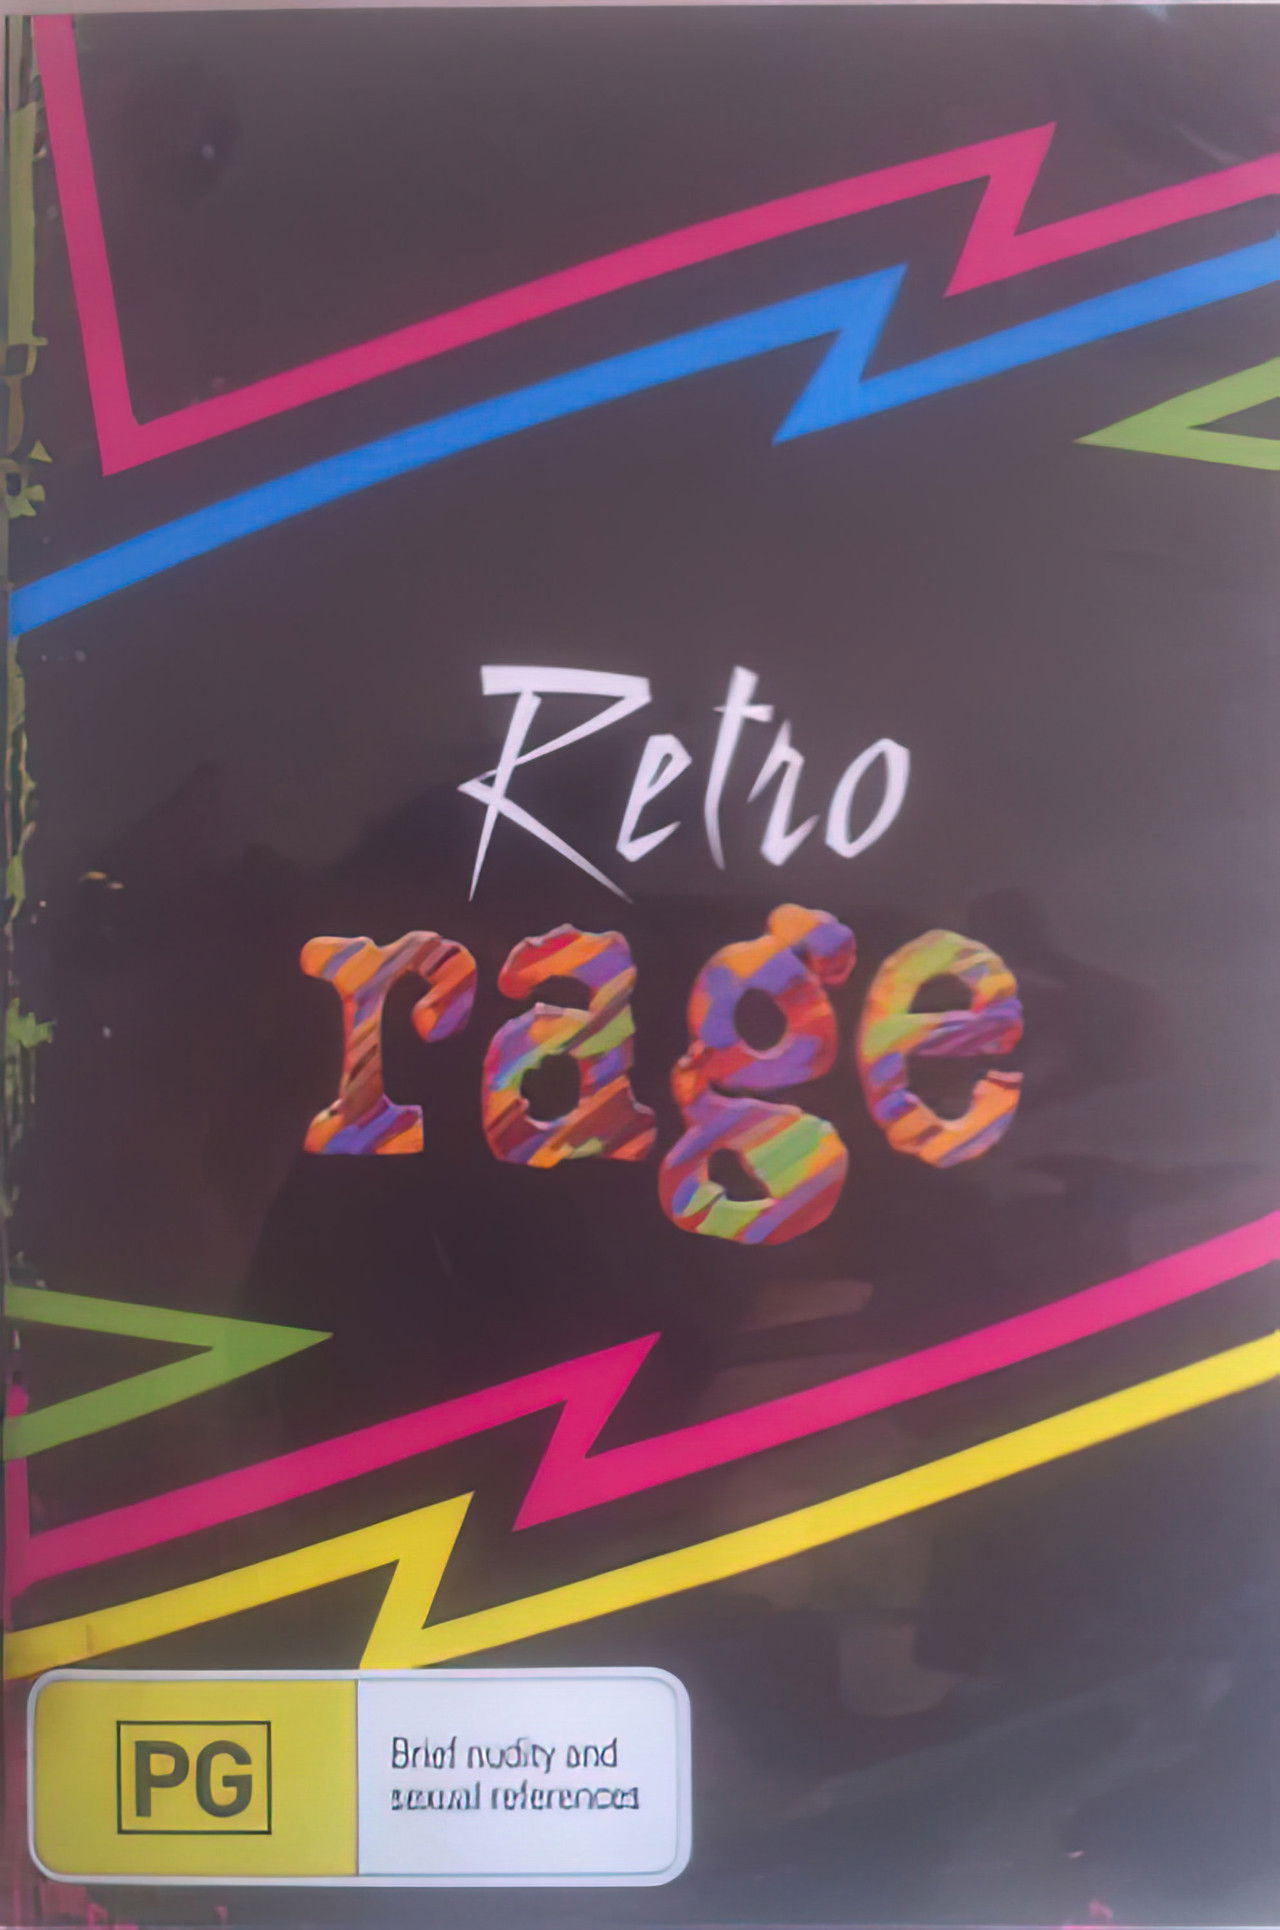 Retro
rage
PG
Brief nudity and
sexual references